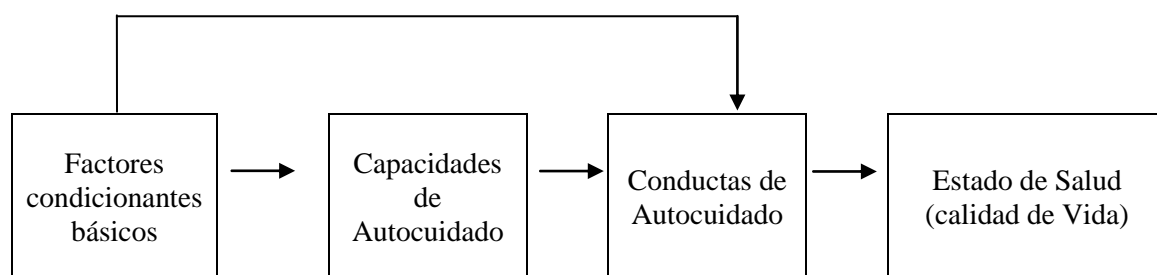 Factores
condicionantes
básicos
Capacidades
de
Autocuidado
Conductas de
Autocuidado
Estado de Salud
(calidad de Vida)